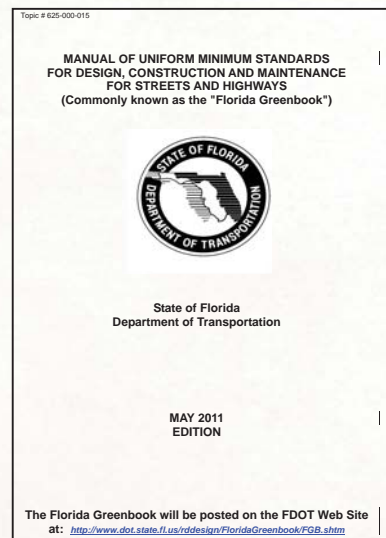 Topic # 625-000-015
MANUAL OF UNIFORM MINIMUM STANDARDS
FOR DESIGN, CONSTRUCTION AND MAINTENANCE
FOR STREETS AND HIGHWAYS
(Commonly known as the "Florida Greenbook")
STATE OF FLORIDA
DEPARTMENT OF TRANSPORTATION
State of Florida
Department of Transportation
MAY 2011
EDITION
The Florida Greenbook will be posted on the FDOT Web Site
at: http://www.dot.state.fl.us/rddesign/FloridaGreenbook/FGB.shtm